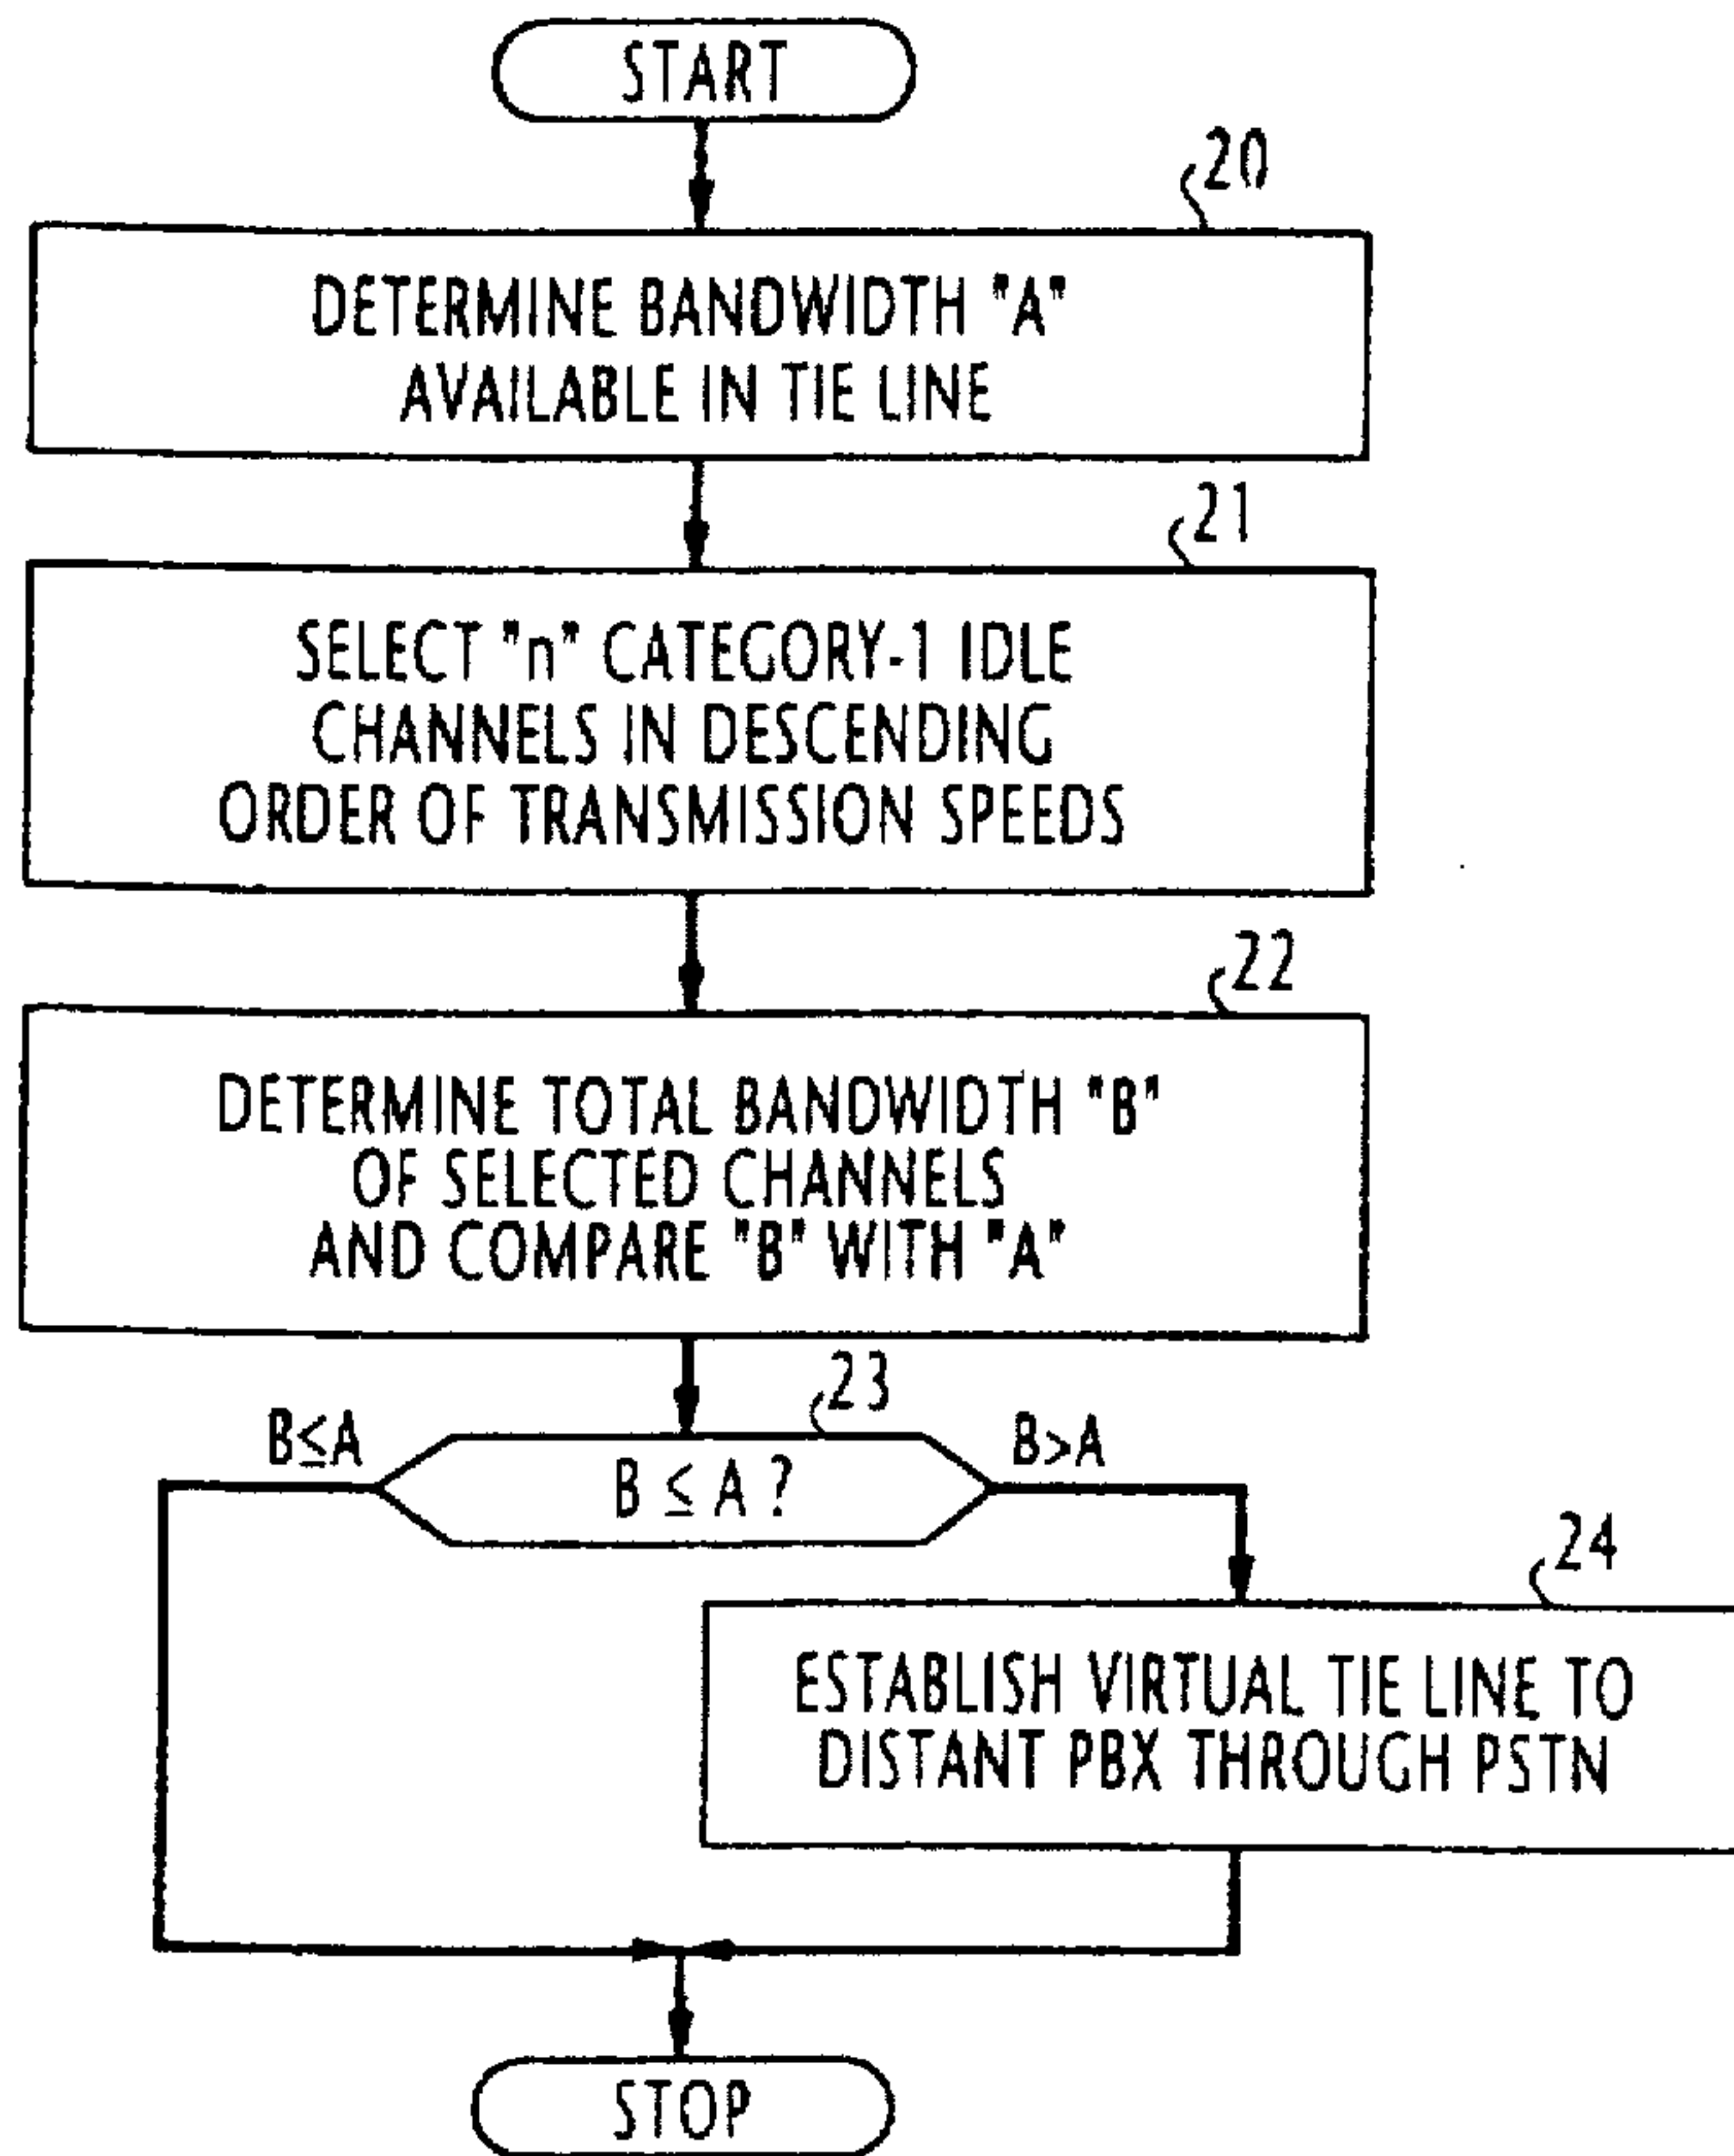 START
20
DETERMINE BANDWIDTH "A"
AVAILABLE IN TIE LINE
21
SELECT "n" CATEGORY-1 IDLE
CHANNELS IN DESCENDING
ORDER OF TRANSMISSION SPEEDS
22
DETERMINE TOTAL BANDWIDTH "B"
OF SELECTED CHANNELS
AND COMPARE "B" WITH "A"
23
B≤A
B ≤ A ?
B>A
24
ESTABLISH VIRTUAL TIE LINE TO
DISTANT PBX THROUGH PSTN
STOP